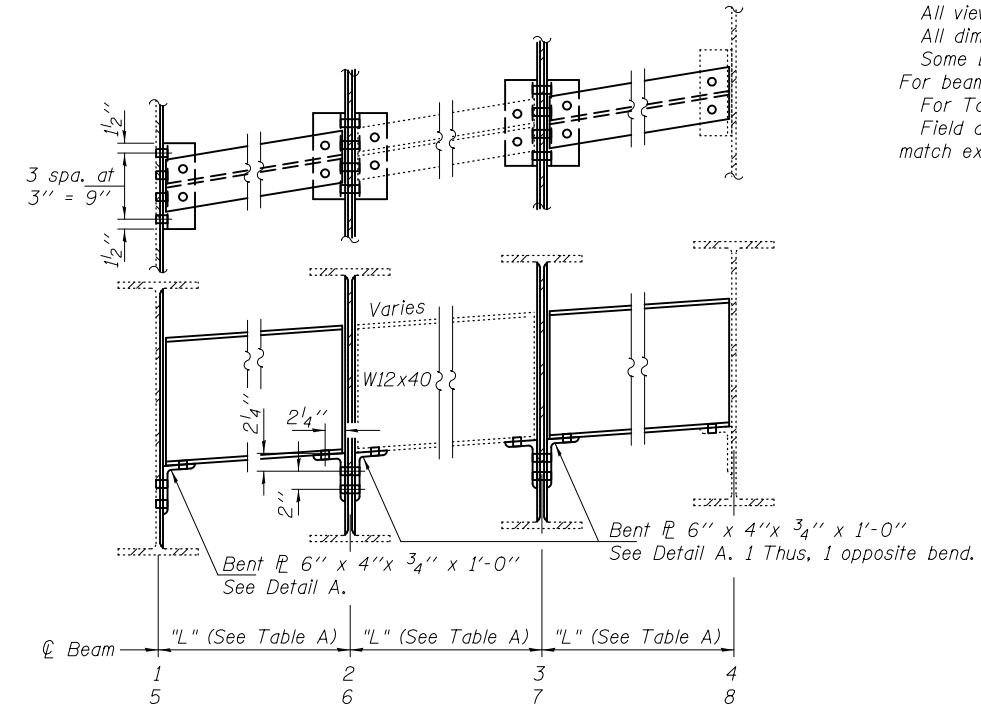 All view
All dim
Some
For beam
For To
Field a
match ex
1½"
3 spa. at
3" = 9"
1½"
Varies
W12x40
2¼"
2¼"
2"
Bent ℄ 6" x 4"x ¾" x 1'-0"
See Detail A. 1 Thus, 1 opposite bend.
Bent ℄ 6" x 4"x ¾" x 1'-0"
See Detail A.
"L" (See Table A)
"L" (See Table A)
"L" (See Table A)
℄ Beam
1 2 3 4
5 6 7 8